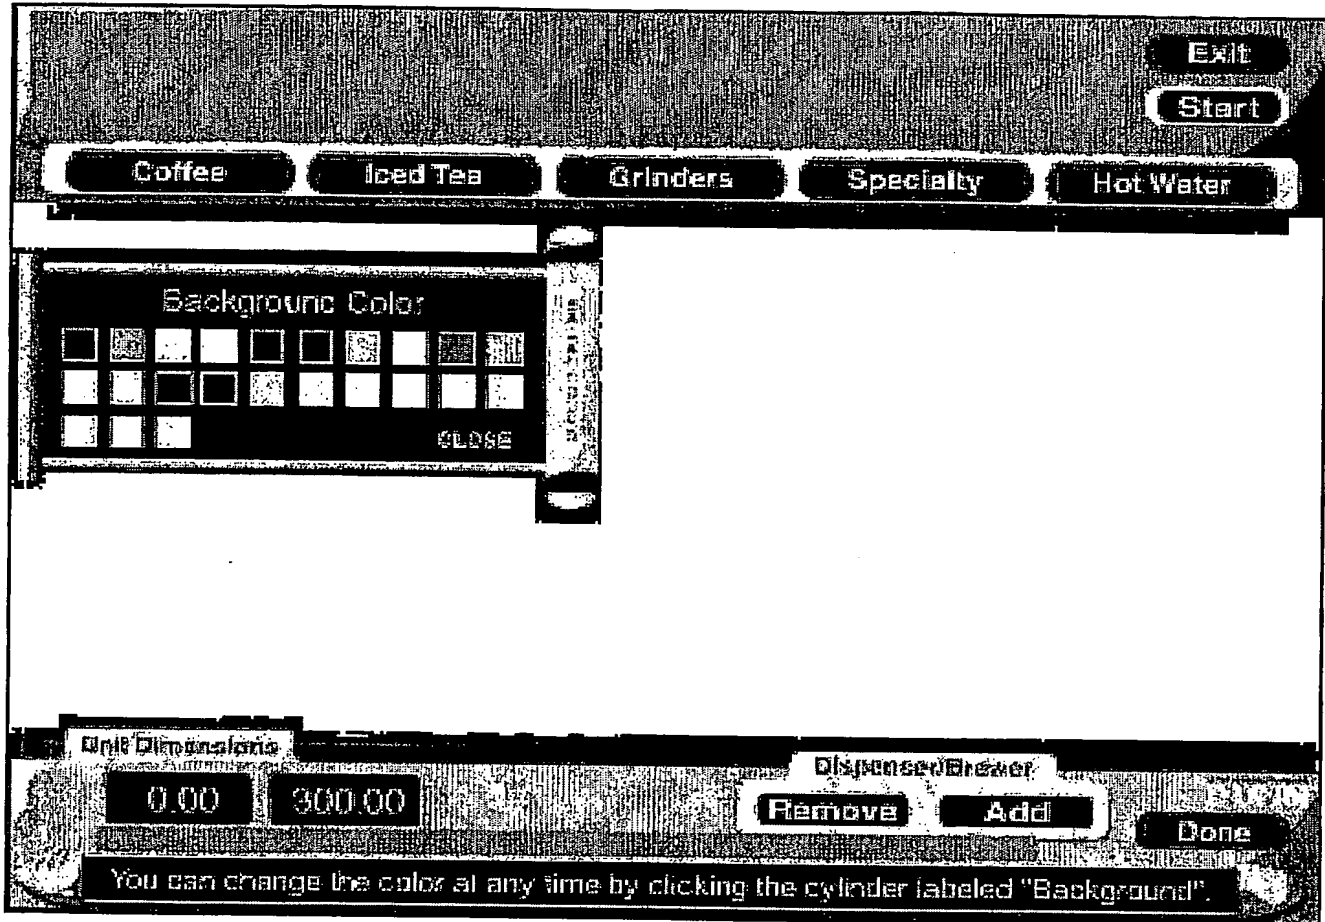 Exit
Start
Coffee
Iced Tea
Grinders
Specialty
Hot Water
Background Color
CLOSE
Unit Dimensions
Dispenser/Brewer
0.00
300.00
Remove
Add
Done
You can change the color at any time by clicking the cylinder labeled "Background".